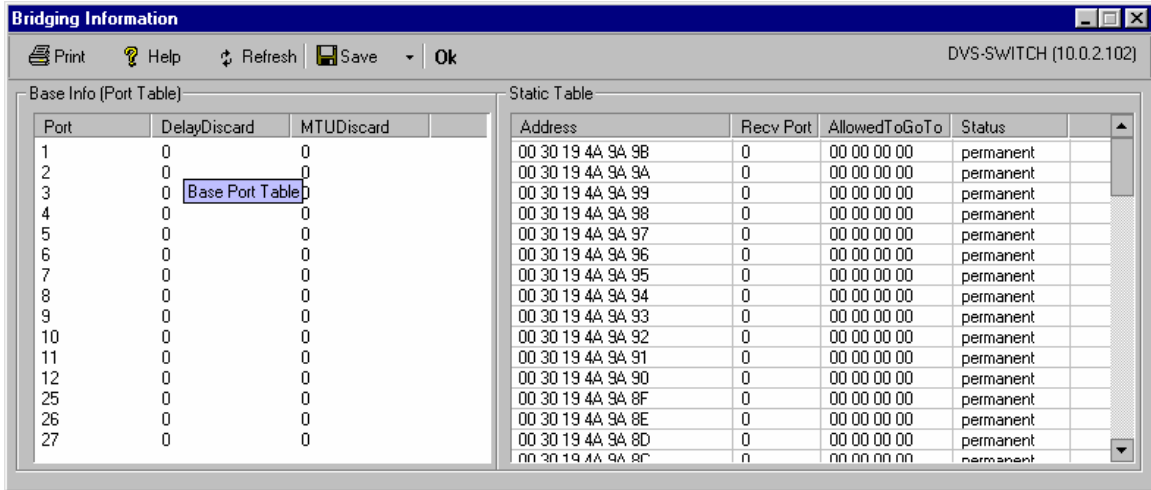 Bridging Information
Print Help Refresh Save Ok DVS-SWITCH (10.0.2.102)
Base Info (Port Table)
Port DelayDiscard MTUDiscard
1 0 0
2 0 0
3 0 0
Base Port Table
4 0 0
5 0 0
6 0 0
7 0 0
8 0 0
9 0 0
10 0 0
11 0 0
12 0 0
25 0 0
26 0 0
27 0 0
Static Table
Address Recv Port AllowedToGoTo Status
00 30 19 4A 9A 9B 0 00 00 00 00 permanent
00 30 19 4A 9A 9A 0 00 00 00 00 permanent
00 30 19 4A 9A 99 0 00 00 00 00 permanent
00 30 19 4A 9A 98 0 00 00 00 00 permanent
00 30 19 4A 9A 97 0 00 00 00 00 permanent
00 30 19 4A 9A 96 0 00 00 00 00 permanent
00 30 19 4A 9A 95 0 00 00 00 00 permanent
00 30 19 4A 9A 94 0 00 00 00 00 permanent
00 30 19 4A 9A 93 0 00 00 00 00 permanent
00 30 19 4A 9A 92 0 00 00 00 00 permanent
00 30 19 4A 9A 91 0 00 00 00 00 permanent
00 30 19 4A 9A 90 0 00 00 00 00 permanent
00 30 19 4A 9A 8F 0 00 00 00 00 permanent
00 30 19 4A 9A 8E 0 00 00 00 00 permanent
00 30 19 4A 9A 8D 0 00 00 00 00 permanent
00 30 19 4A 9A 8C 0 00 00 00 00 permanent